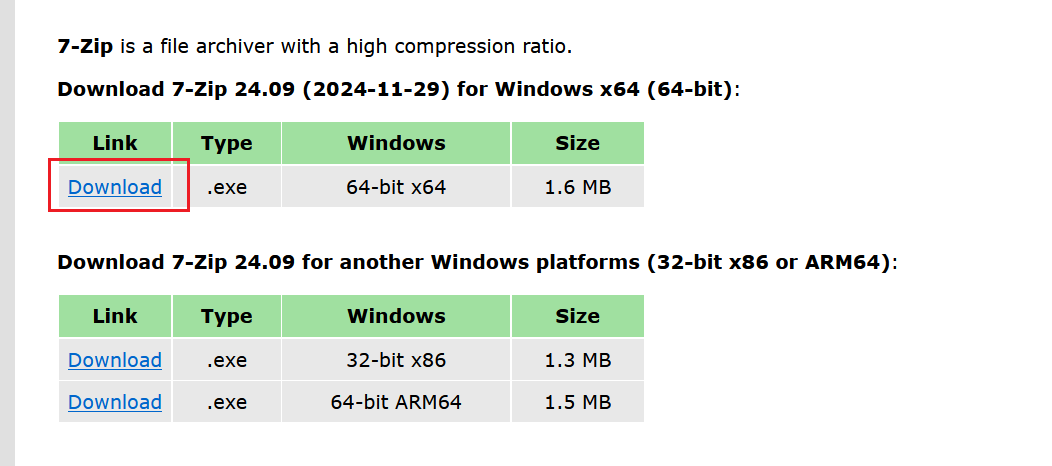 7-Zip is a file archiver with a high compression ratio.
Download 7-Zip 24.09 (2024-11-29) for Windows x64 (64-bit):
Link Type Windows Size
Download .exe 64-bit x64 1.6 MB
Download 7-Zip 24.09 for another Windows platforms (32-bit x86 or ARM64):
Link Type Windows Size
Download .exe 32-bit x86 1.3 MB
Download .exe 64-bit ARM64 1.5 MB